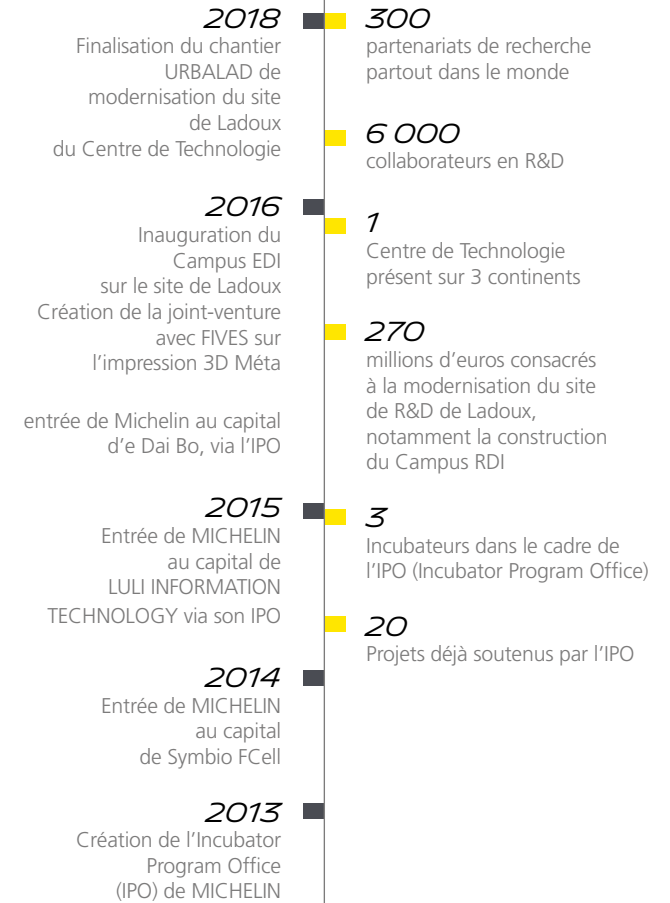 2018
Finalisation du chantier
URBALAD de
modernisation du site
de Ladoux
du Centre de Technologie
2016
Inauguration du
Campus EDI
sur le site de Ladoux
Création de la joint-venture
avec FIVES sur
l’impression 3D Méta
entrée de Michelin au capital
d’e Dai Bo, via l’IPO
2015
Entrée de MICHELIN
au capital de
LULI INFORMATION
TECHNOLOGY via son IPO
2014
Entrée de MICHELIN
au capital
de Symbio FCell
2013
Création de l’Incubator
Program Office
(IPO) de MICHELIN
300
partenariats de recherche
partout dans le monde
6 000
collaborateurs en R&D
1
Centre de Technologie
présent sur 3 continents
270
millions d’euros consacrés
à la modernisation du site
de R&D de Ladoux,
notamment la construction
du Campus RDI
3
Incubateurs dans le cadre de
l’IPO (Incubator Program Office)
20
Projets déjà soutenus par l’IPO